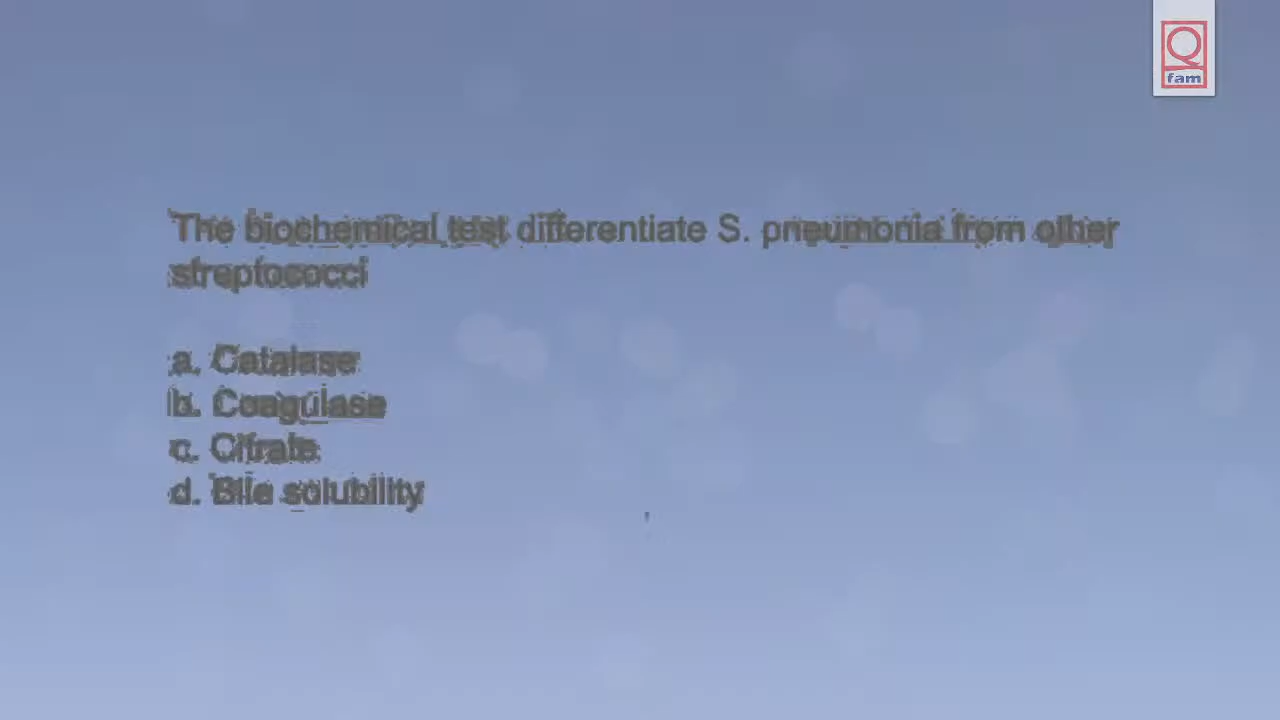 Q
fam
The biochemical test differentiate S. pneumonia from other
streptococci
a. Catalase
b. Coagulase
c. Citrate
d. Bile solubility